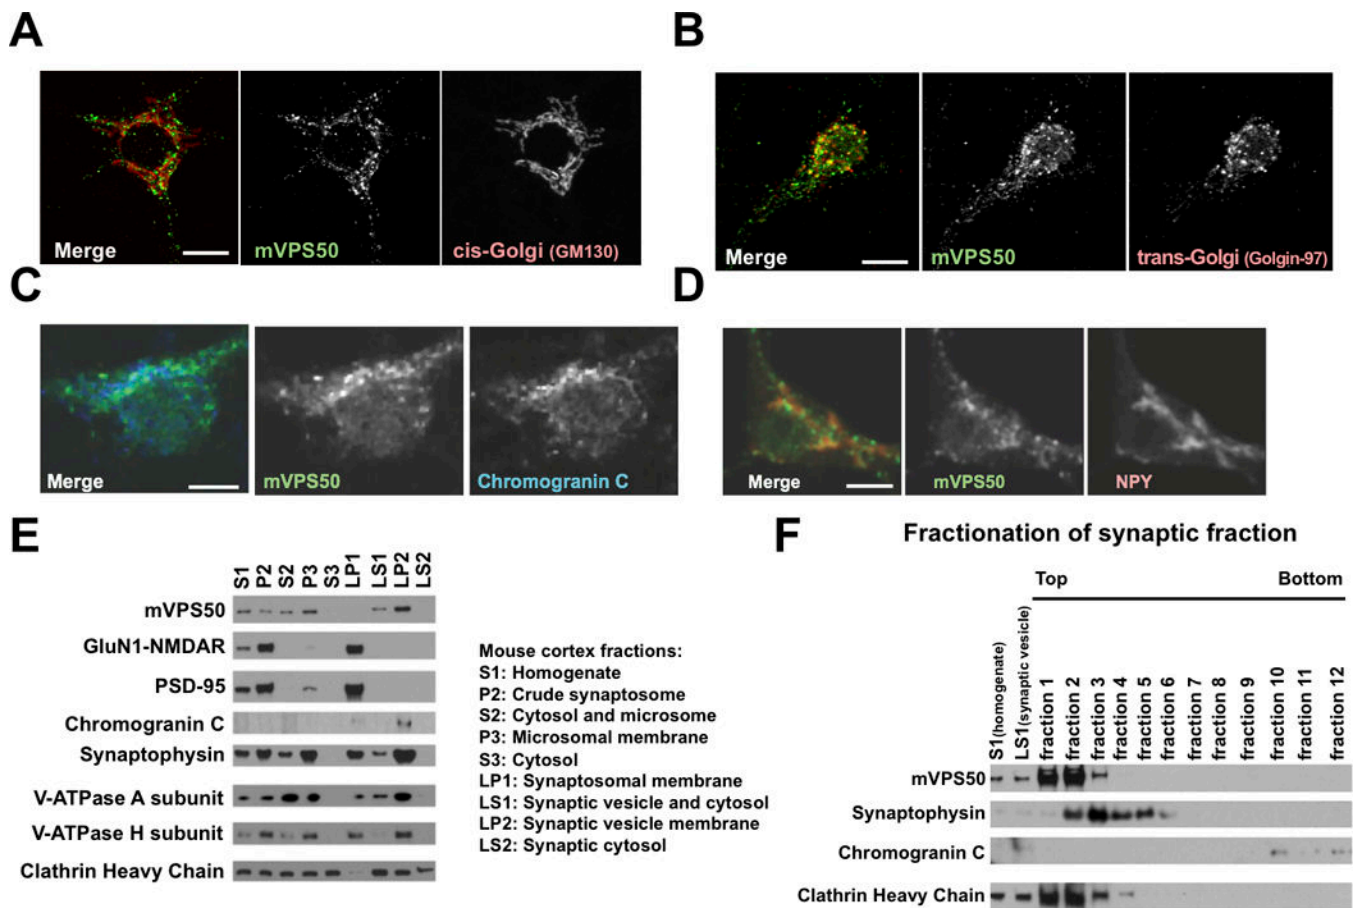 A
B
Merge
mVPS50
cis-Golgi (GM130)
Merge
mVPS50
trans-Golgi (Golgin-97)
C
D
Merge
mVPS50
Chromogranin C
Merge
mVPS50
NPY
E
S1
P2
S2
P3
S3
LP1
LS1
LP2
LS2
mVPS50
GluN1-NMDAR
PSD-95
Chromogranin C
Synaptophysin
V-ATPase A subunit
V-ATPase H subunit
Clathrin Heavy Chain
Mouse cortex fractions:
S1: Homogenate
P2: Crude synaptosome
S2: Cytosol and microsome
P3: Microsomal membrane
S3: Cytosol
LP1: Synaptosomal membrane
LS1: Synaptic vesicle and cytosol
LP2: Synaptic vesicle membrane
LS2: Synaptic cytosol
F
Fractionation of synaptic fraction
Top
Bottom
S1(homogenate)
LS1(synaptic vesicle)
fraction 1
fraction 2
fraction 3
fraction 4
fraction 5
fraction 6
fraction 7
fraction 8
fraction 9
fraction 10
fraction 11
fraction 12
mVPS50
Synaptophysin
Chromogranin C
Clathrin Heavy Chain